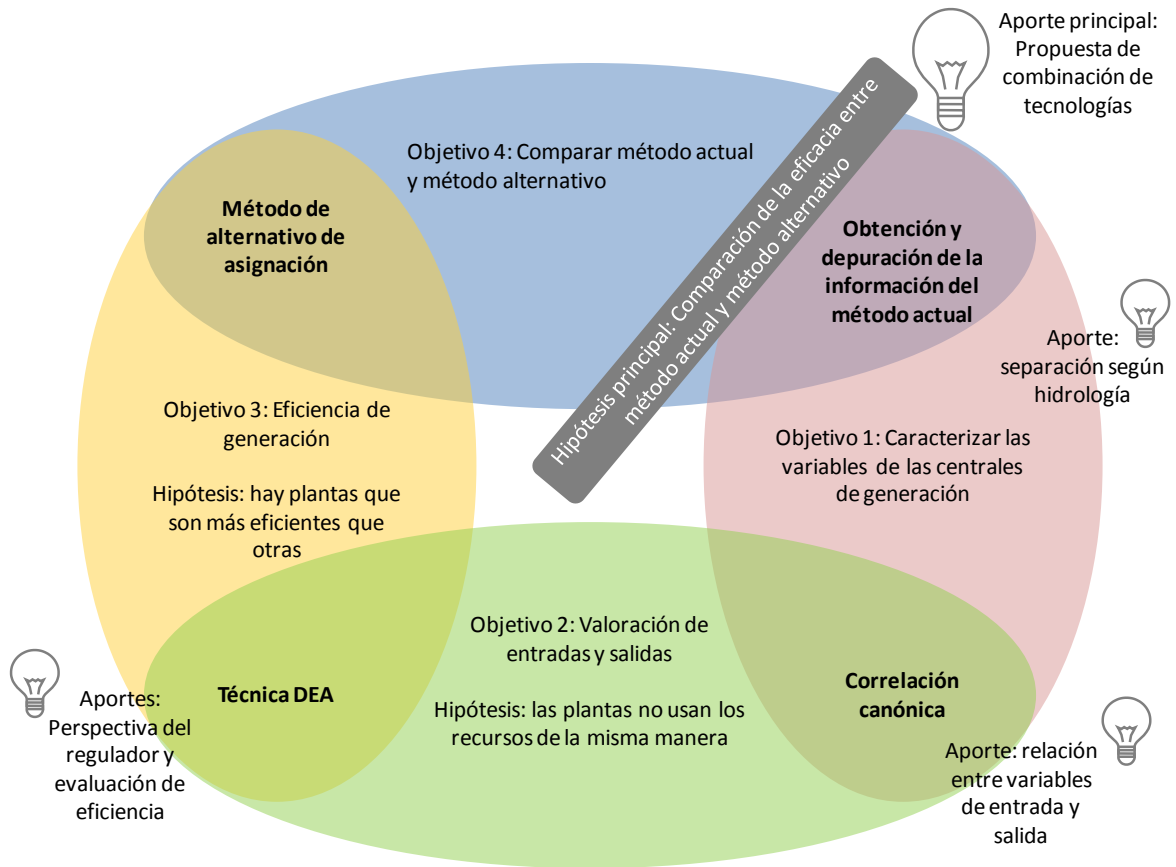 Aporte principal:
Propuesta de
combinación de
tecnologías
Hipótesis principal: Comparación de la eficacia entre
método actual y método alternativo
Objetivo 4: Comparar método actual
y método alternativo
Método de
alternativo de
asignación
Obtención y
depuración de la
información del
método actual
Aporte:
separación según
hidrología
Objetivo 3: Eficiencia de
generación
Hipótesis: hay plantas que
son más eficientes que
otras
Objetivo 1: Caracterizar las
variables de las centrales
de generación
Objetivo 2: Valoración de
entradas y salidas
Hipótesis: las plantas no usan los
recursos de la misma manera
Técnica DEA
Correlación
canónica
Aportes:
Perspectiva del
regulador y
evaluación de
eficiencia
Aporte: relación
entre variables
de entrada y
salida